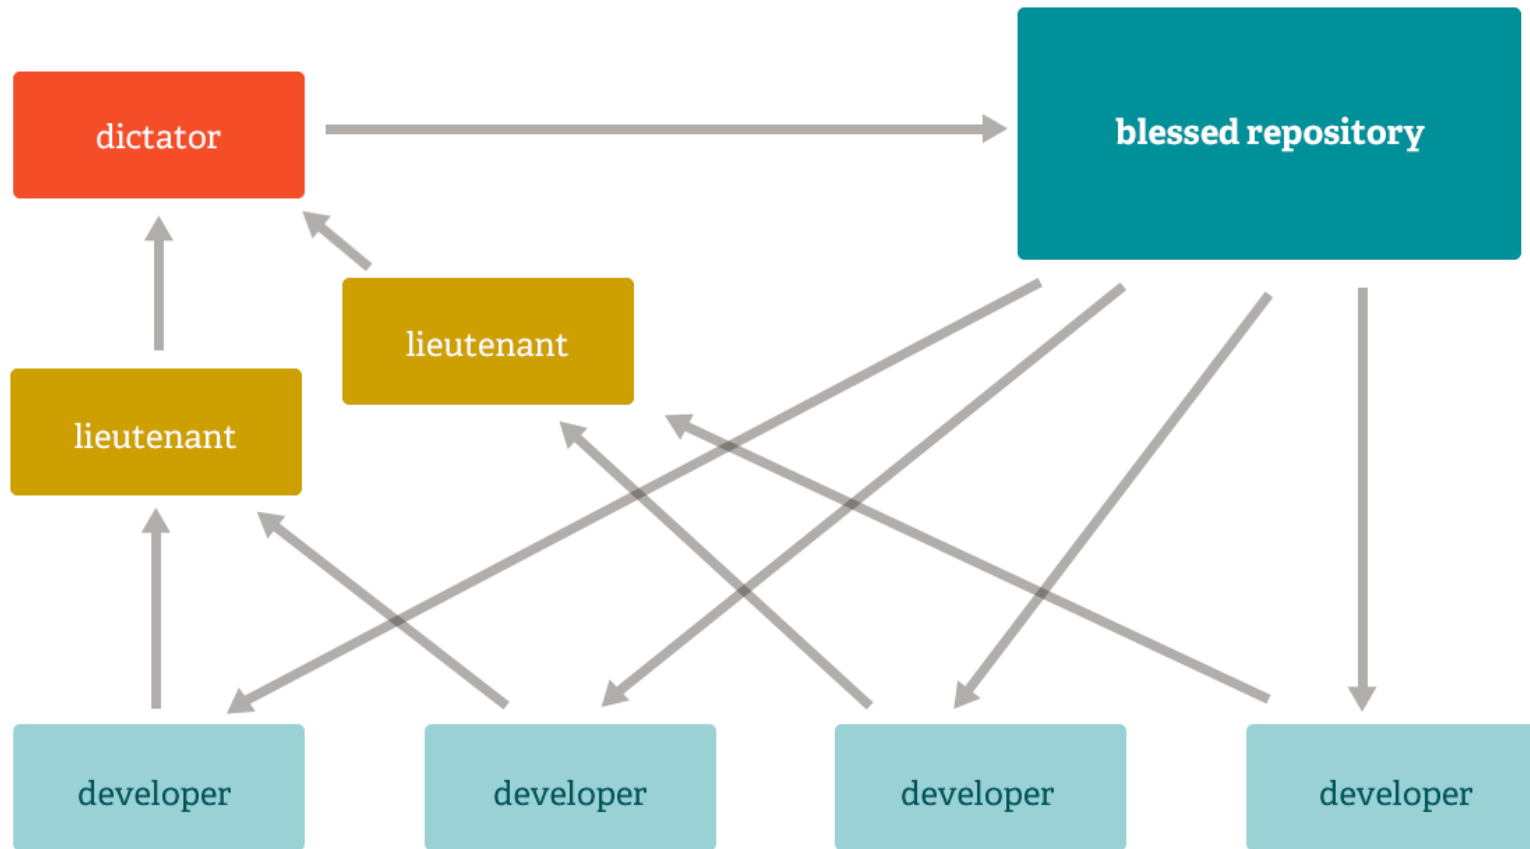 dictator
blessed repository
lieutenant
lieutenant
developer
developer
developer
developer